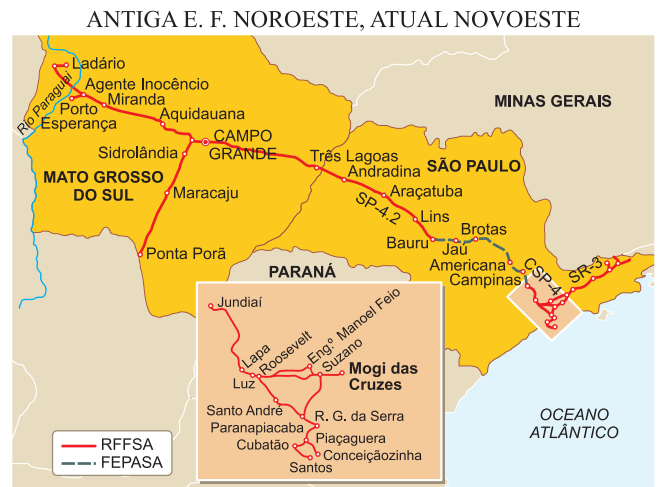 ANTIGA E. F. NOROESTE, ATUAL NOVOESTE
Ladário
Rio Paraguai
Agente Inocêncio
Miranda
Porto
Esperança
Aquidauana
MINAS GERAIS
CAMPO
GRANDE
Sidrolândia
Três Lagoas
SÃO PAULO
Andradina
MATO GROSSO
DO SUL
Maracaju
Araçatuba
SP-4.2
Lins
Brotas
Bauru
Jaú
Ponta Porã
Americana
Campinas
CSP-4
SR-3
PARANÁ
Jundiaí
Lapa
Luz
Roosevelt
Eng.º Manoel Feio
Suzano
Mogi das
Cruzes
Santo André
R. G. da Serra
Paranapiacaba
Piaçaguera
Cubatão
Conceiçãozinha
Santos
OCEANO
ATLÂNTICO
RFFSA
FEPASA